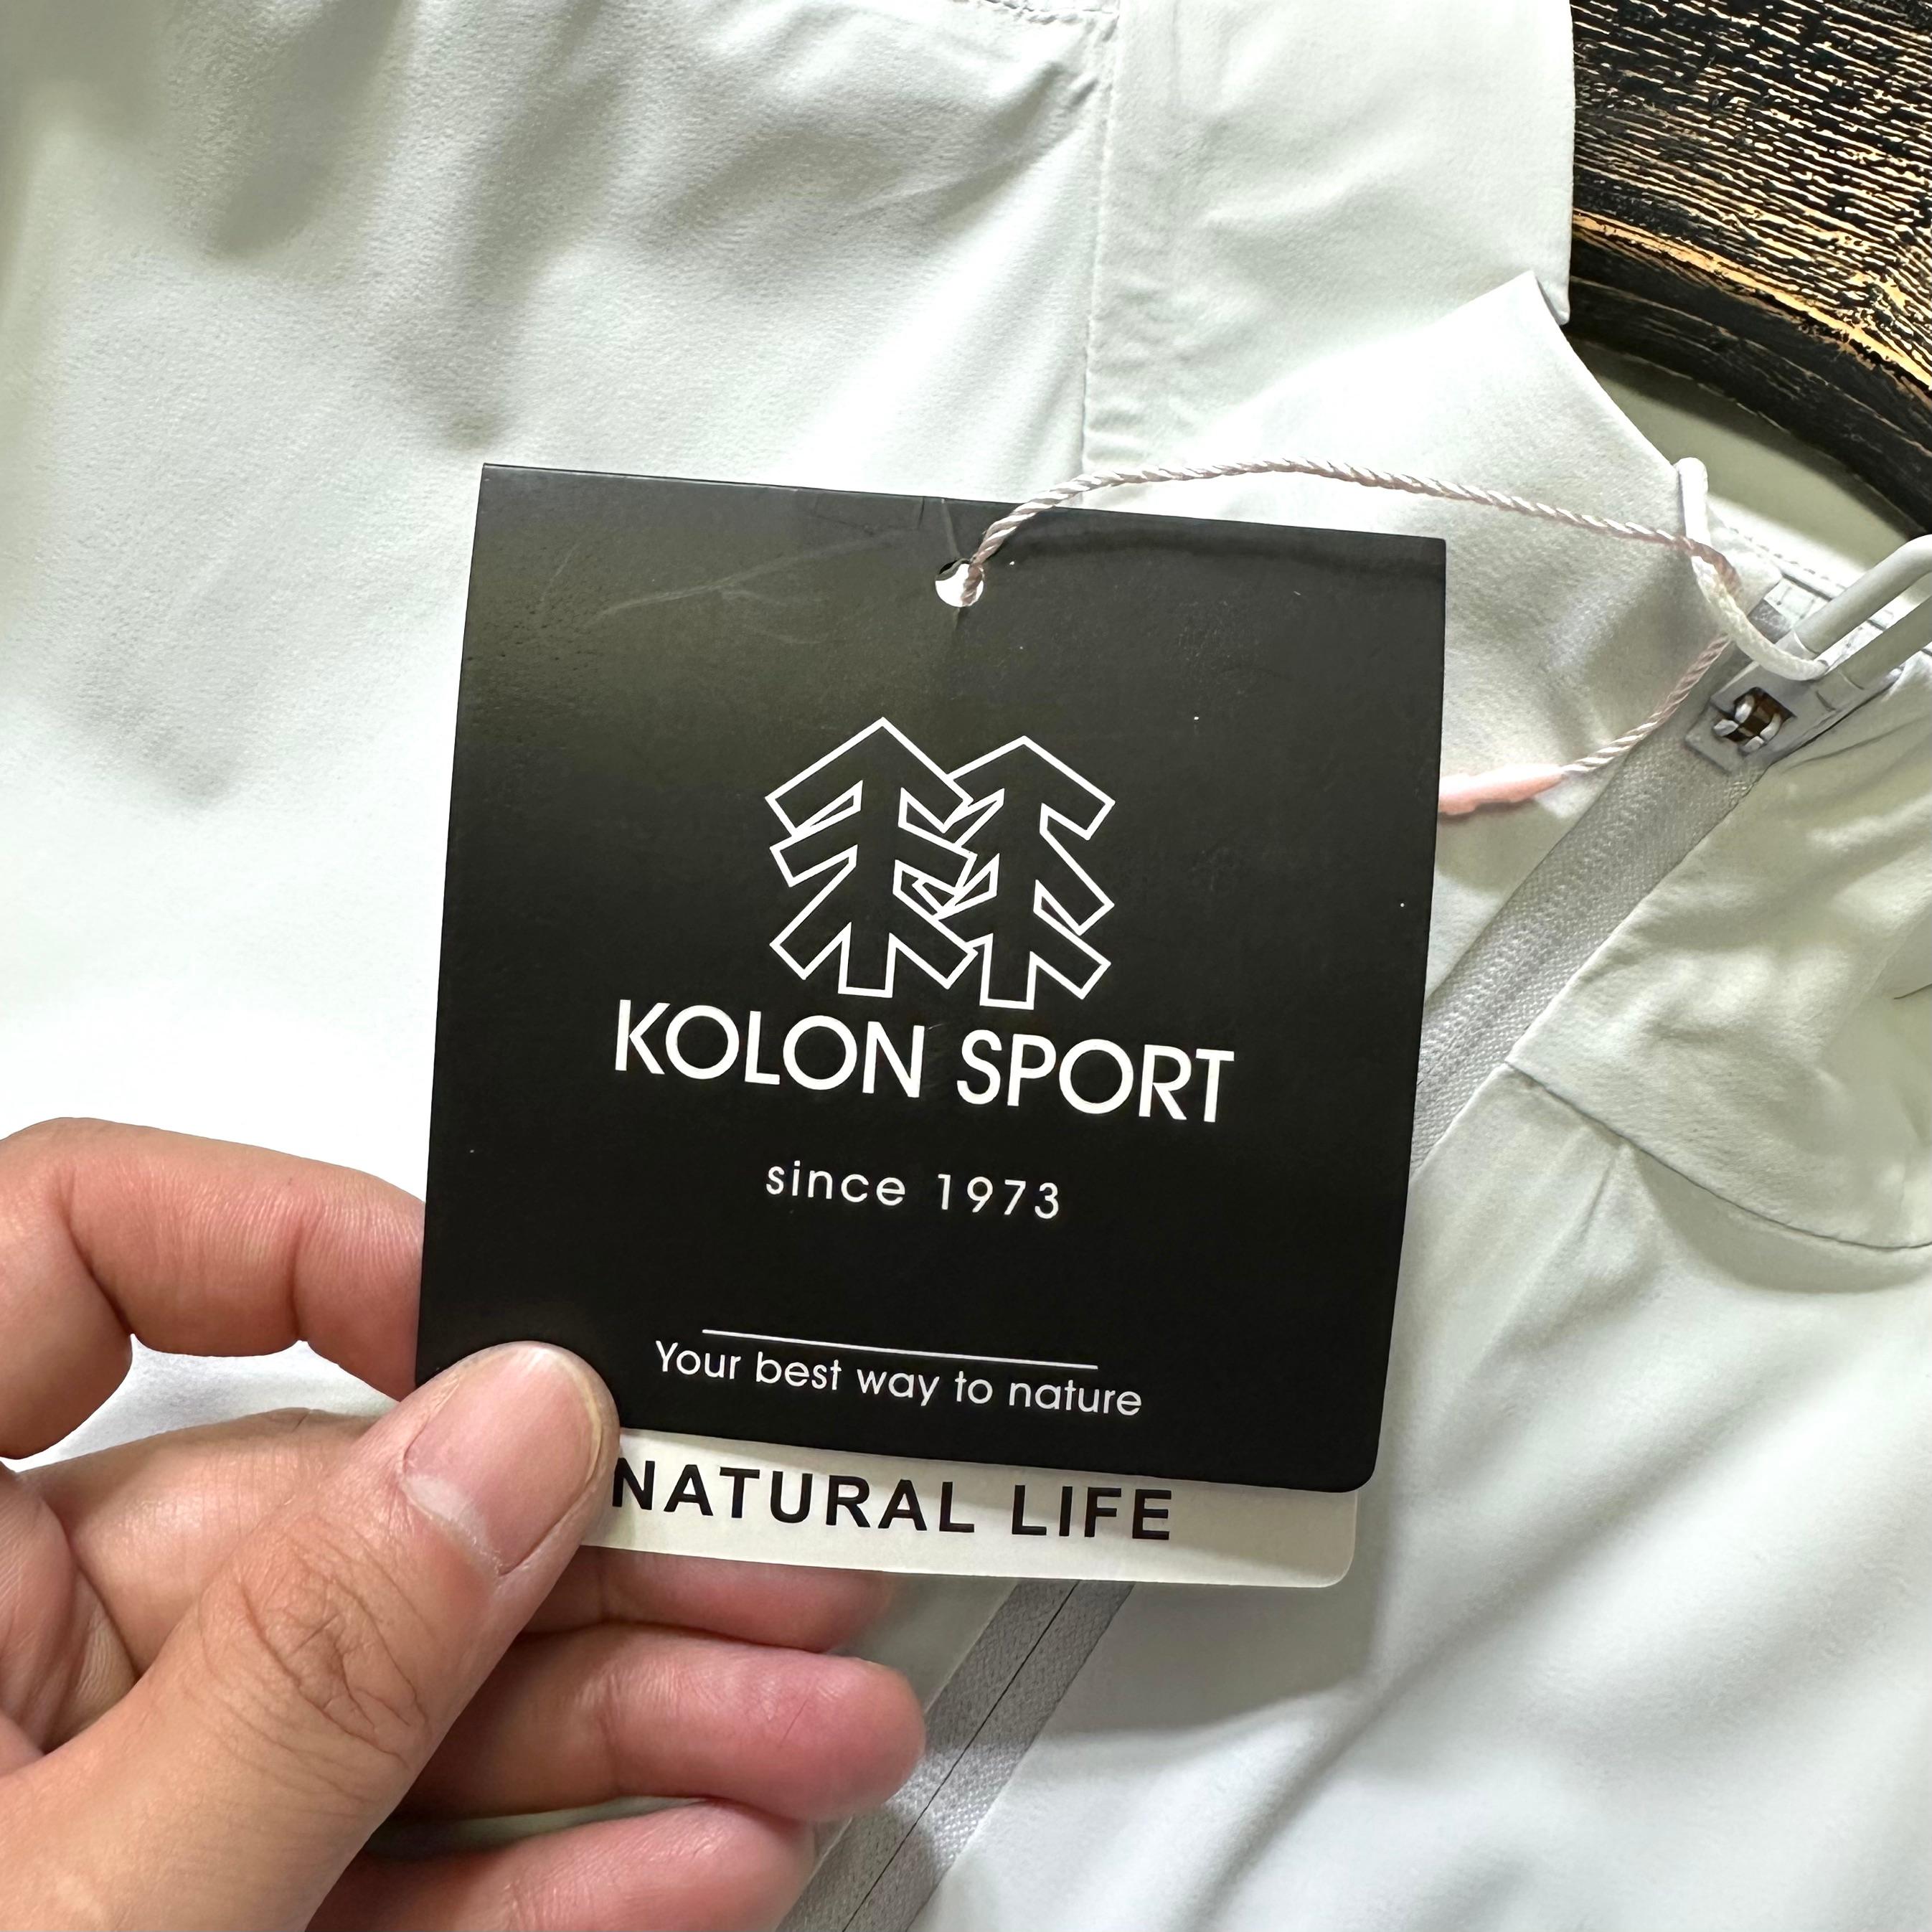 KOLON SPORT
since 1973
Your best way to nature
NATURAL LIFE